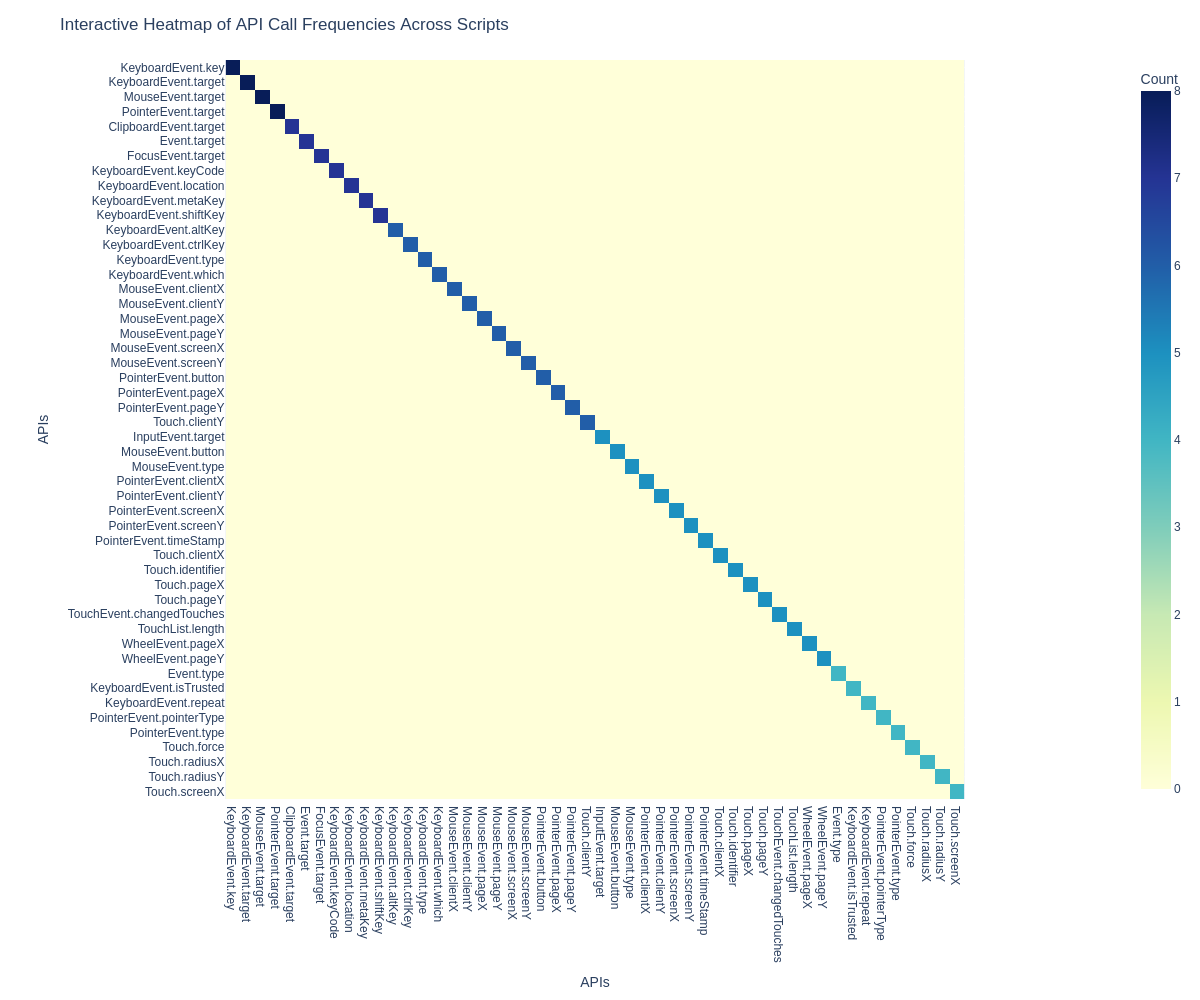 Interactive Heatmap of API Call Frequencies Across Scripts
KeyboardEvent.key
KeyboardEvent.target
MouseEvent.target
PointerEvent.target
ClipboardEvent.target
Event.target
FocusEvent.target
KeyboardEvent.keyCode
KeyboardEvent.location
KeyboardEvent.metaKey
KeyboardEvent.shiftKey
KeyboardEvent.altKey
KeyboardEvent.ctrlKey
KeyboardEvent.type
KeyboardEvent.which
MouseEvent.clientX
MouseEvent.clientY
MouseEvent.pageX
MouseEvent.pageY
MouseEvent.screenX
MouseEvent.screenY
PointerEvent.button
PointerEvent.pageX
PointerEvent.pageY
Touch.clientY
InputEvent.target
MouseEvent.button
MouseEvent.type
PointerEvent.clientX
PointerEvent.clientY
PointerEvent.screenX
PointerEvent.screenY
PointerEvent.timeStamp
Touch.clientX
Touch.identifier
Touch.pageX
Touch.pageY
TouchEvent.changedTouches
TouchList.length
WheelEvent.pageX
WheelEvent.pageY
Event.type
KeyboardEvent.isTrusted
KeyboardEvent.repeat
PointerEvent.pointerType
PointerEvent.type
Touch.force
Touch.radiusX
Touch.radiusY
Touch.screenX
APIs
KeyboardEvent.key
KeyboardEvent.target
MouseEvent.target
PointerEvent.target
ClipboardEvent.target
Event.target
FocusEvent.target
KeyboardEvent.keyCode
KeyboardEvent.location
KeyboardEvent.metaKey
KeyboardEvent.shiftKey
KeyboardEvent.altKey
KeyboardEvent.ctrlKey
KeyboardEvent.type
KeyboardEvent.which
MouseEvent.clientX
MouseEvent.clientY
MouseEvent.pageX
MouseEvent.pageY
MouseEvent.screenX
MouseEvent.screenY
PointerEvent.button
PointerEvent.pageX
PointerEvent.pageY
Touch.clientY
InputEvent.target
MouseEvent.button
MouseEvent.type
PointerEvent.clientX
PointerEvent.clientY
PointerEvent.screenX
PointerEvent.screenY
PointerEvent.timeStamp
Touch.clientX
Touch.identifier
Touch.pageX
Touch.pageY
TouchEvent.changedTouches
TouchList.length
WheelEvent.pageX
WheelEvent.pageY
Event.type
KeyboardEvent.isTrusted
KeyboardEvent.repeat
PointerEvent.pointerType
PointerEvent.type
Touch.force
Touch.radiusX
Touch.radiusY
Touch.screenX
APIs
Count
8
7
6
5
4
3
2
1
0